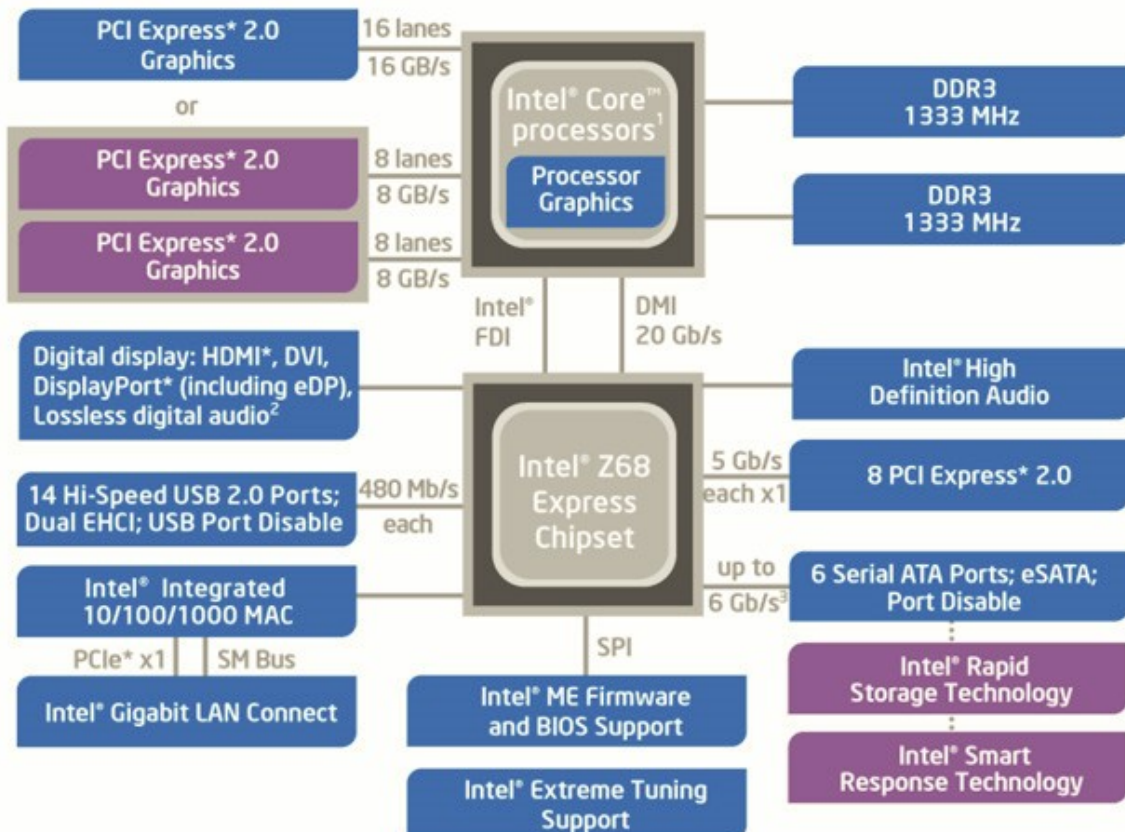 PCI Express* 2.0
Graphics
16 lanes
16 GB/s
or
PCI Express* 2.0
Graphics
8 lanes
8 GB/s
PCI Express* 2.0
Graphics
8 lanes
8 GB/s
Intel® Core™
processors¹
Processor
Graphics
DDR3
1333 MHz
DDR3
1333 MHz
Intel®
FDI
DMI
20 Gb/s
Digital display: HDMI*, DVI,
DisplayPort* (including eDP),
Lossless digital audio²
Intel® High
Definition Audio
Intel® Z68
Express
Chipset
5 Gb/s
each x1
8 PCI Express* 2.0
14 Hi-Speed USB 2.0 Ports;
Dual EHCI; USB Port Disable
480 Mb/s
each
up to
6 Gb/s³
6 Serial ATA Ports; eSATA;
Port Disable
Intel® Integrated
10/100/1000 MAC
PCIe* x1
SM Bus
SPI
Intel® Gigabit LAN Connect
Intel® ME Firmware
and BIOS Support
Intel® Rapid
Storage Technology
Intel® Extreme Tuning
Support
Intel® Smart
Response Technology